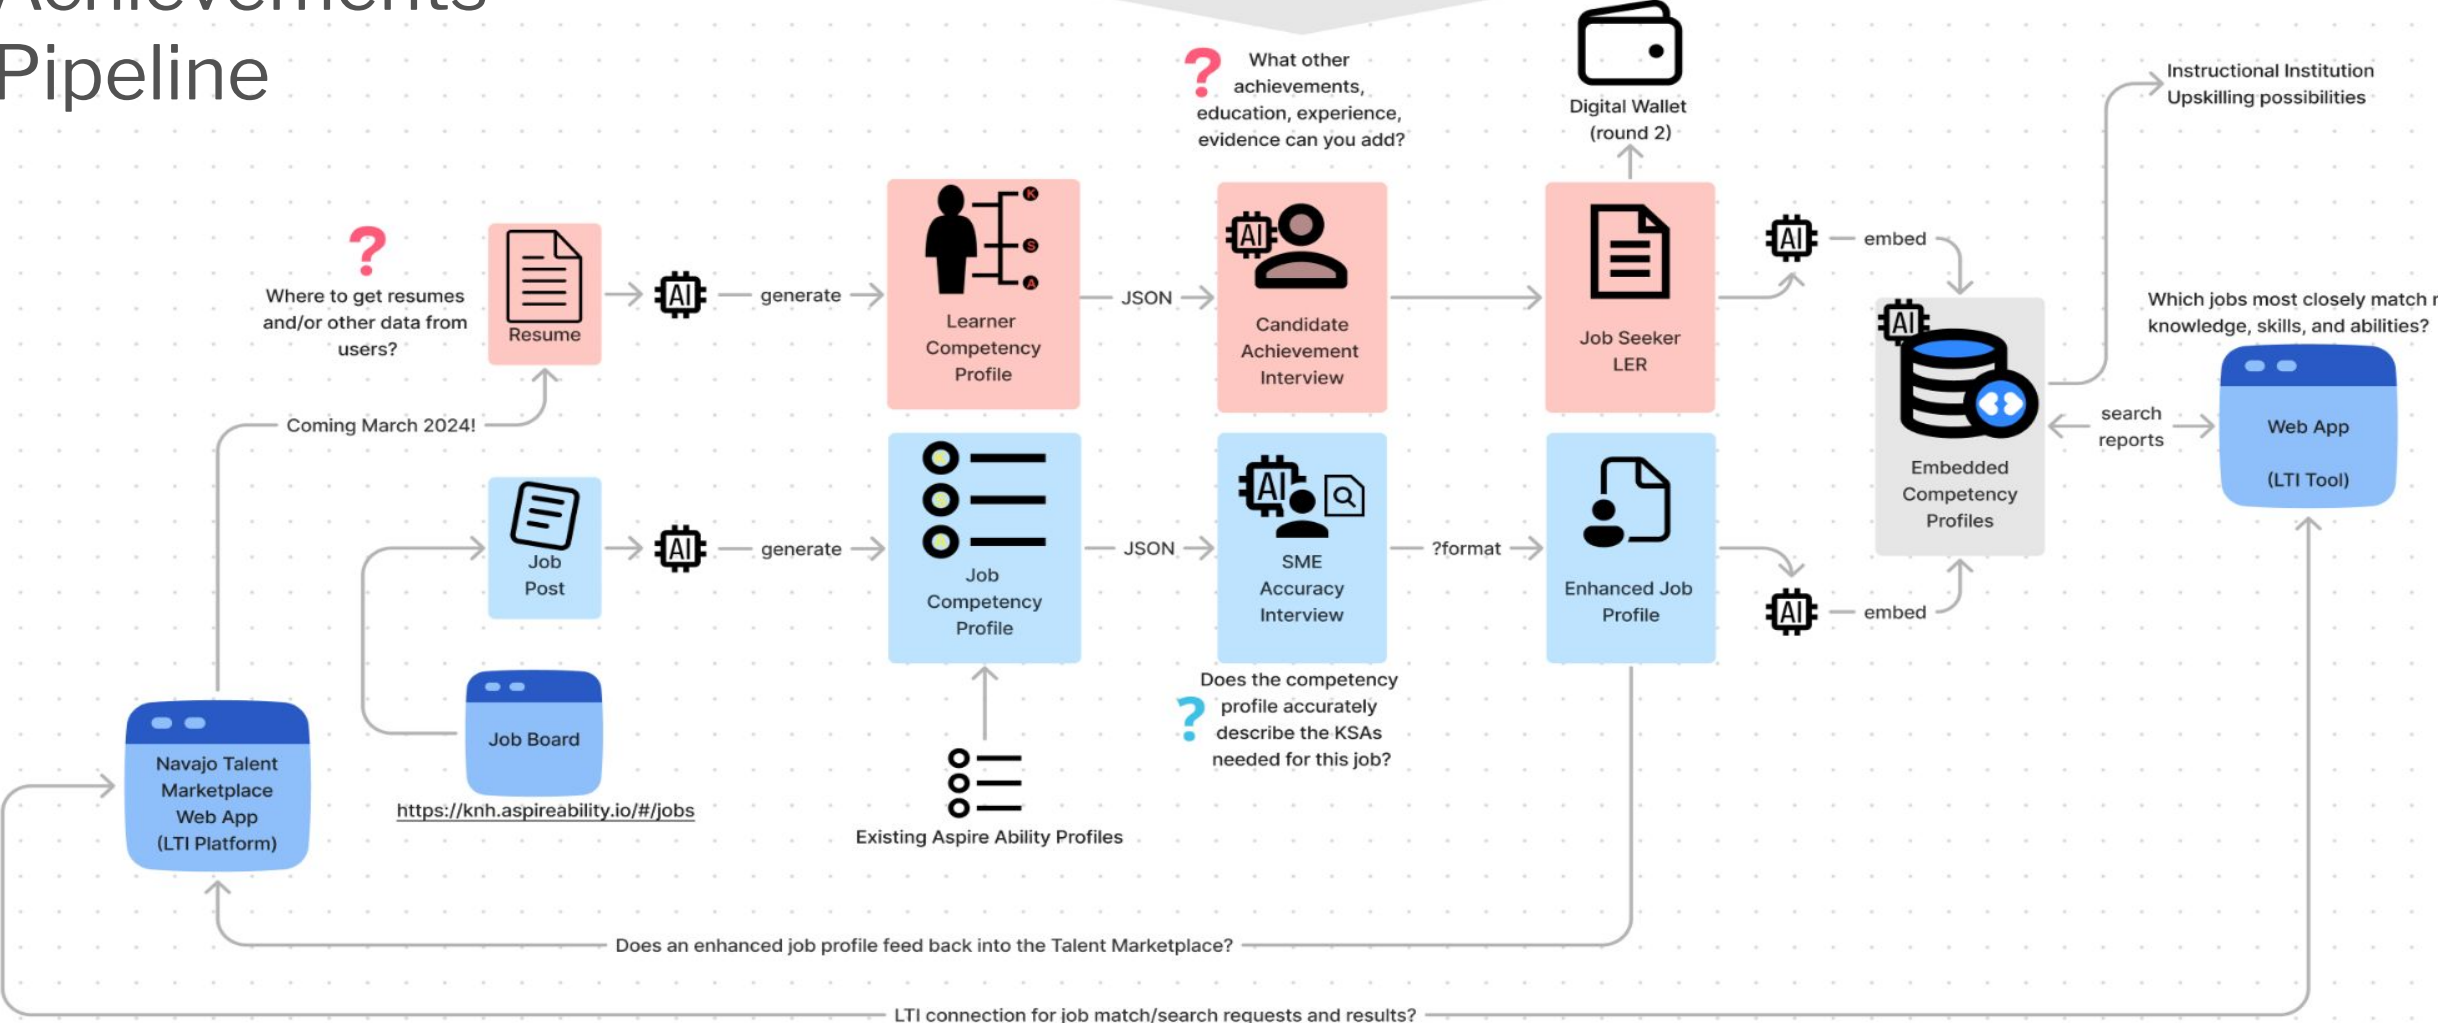 Achievements
Pipeline
What other
achievements,
education, experience,
evidence can you add?
Digital Wallet
(round 2)
Instructional Institution
Upskilling possibilities
Where to get resumes
and/or other data from
users?
Resume
AI
generate
K
S
A
Learner
Competency
Profile
JSON
AI
Candidate
Achievement
Interview
Job Seeker
LER
AI
embed
Coming March 2024!
Job
Post
AI
generate
Job
Competency
Profile
JSON
AI
SME
Accuracy
Interview
?format
Enhanced Job
Profile
AI
embed
AI
Embedded
Competency
Profiles
search
reports
Which jobs most closely match
knowledge, skills, and abilities?
Web App
(LTI Tool)
Does the competency
profile accurately
describe the KSAs
needed for this job?
Job Board
https://knh.aspireability.io/#/jobs
Navajo Talent
Marketplace
Web App
(LTI Platform)
Existing Aspire Ability Profiles
Does an enhanced job profile feed back into the Talent Marketplace?
LTI connection for job match/search requests and results?